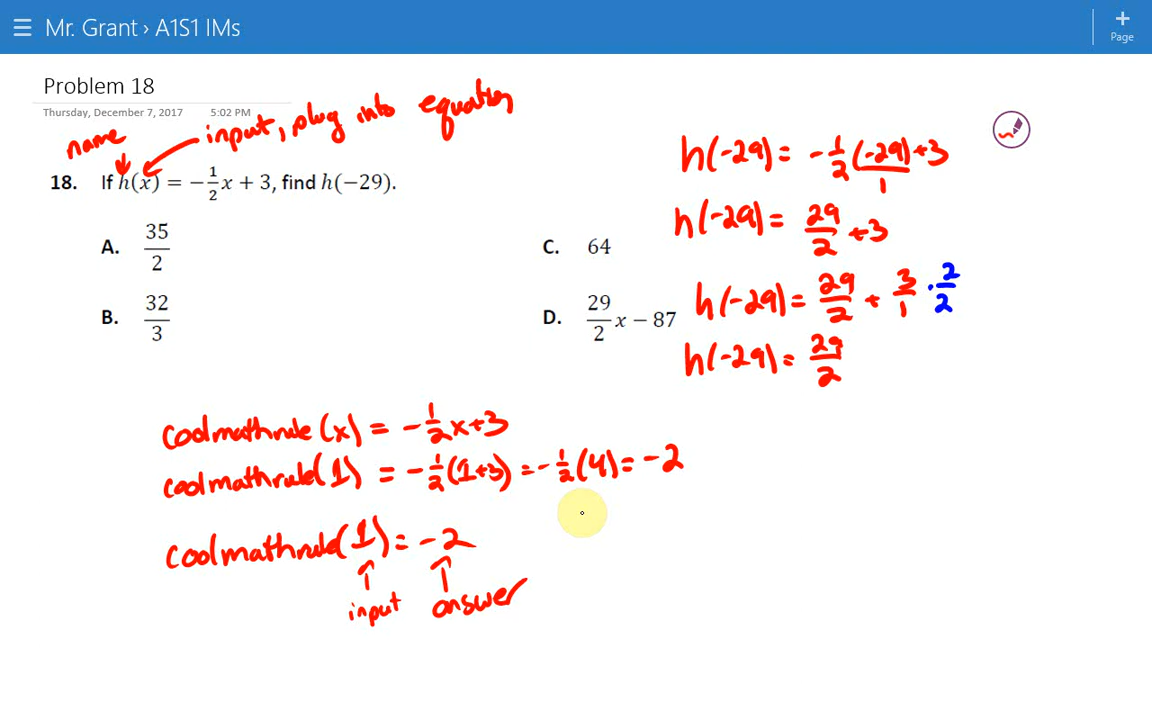 Mr. Grant › A1S1 IMs
+
Page
Problem 18
Thursday, December 7, 2017 5:02 PM
name
input, plug into equation
18. If h(x) = −1/2x + 3, find h(−29).
A. 35/2
B. 32/3
C. 64
D. 29/2x − 87
h(-29) = -1/2(-29)/1+3
h(-29) = 29/2 +3
h(-29) = 29/2 + 3/1 · 2/2
h(-29) = 29/2
coolmathrule(x) = -1/2x+3
coolmathrule(1) = -1/2(1+3) = -1/2(4) = -2
coolmathrule(1) = -2
input answer